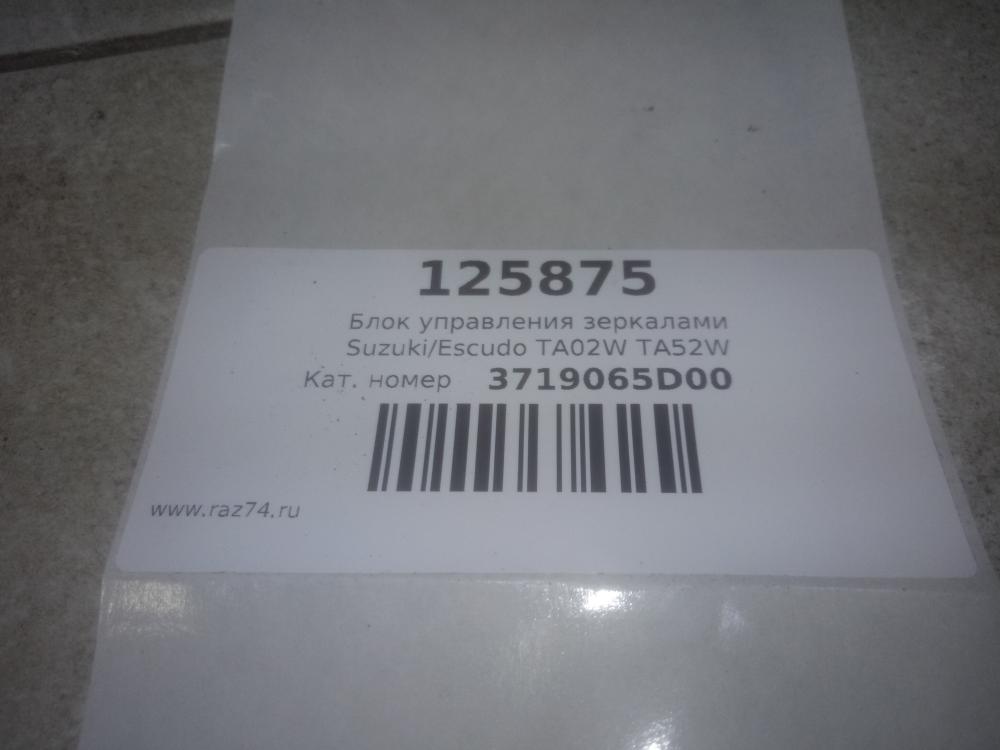 125875
Блок управления зеркалами
Suzuki/Escudo TA02W TA52W
Кат. номер 3719065D00
www.raz74.ru